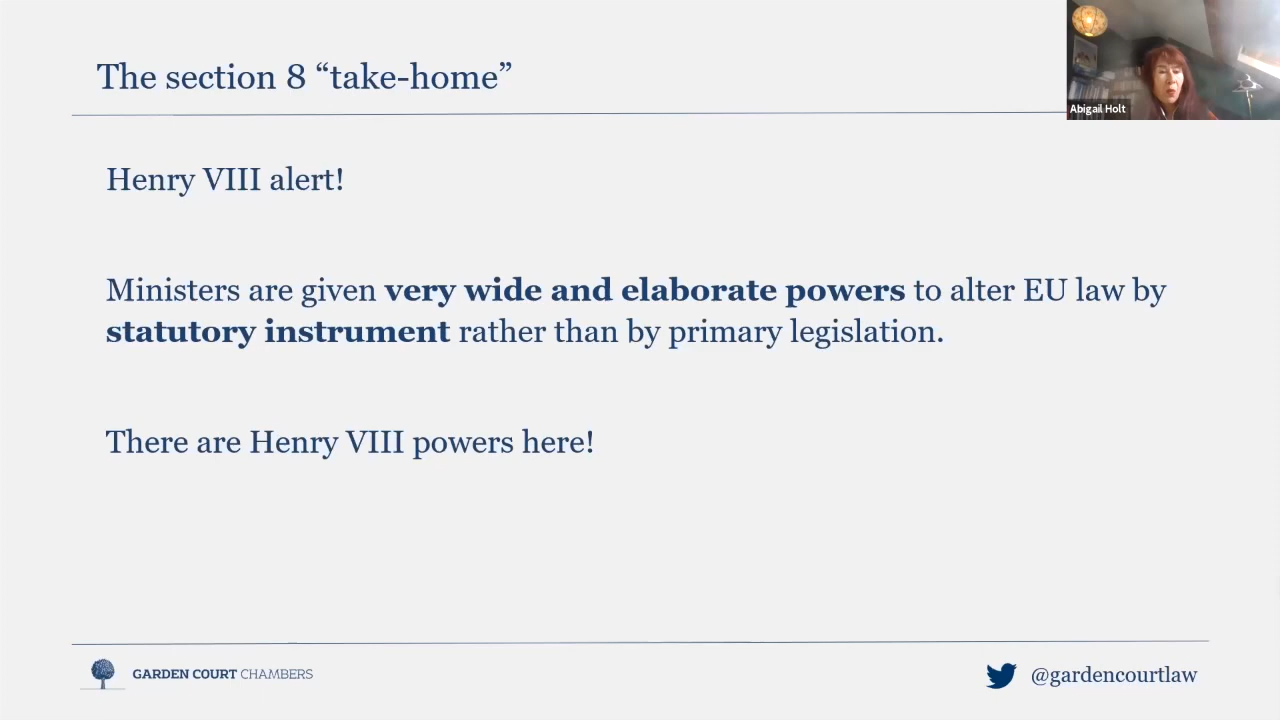 The section 8 “take-home”
Abigail Holt
Henry VIII alert!
Ministers are given very wide and elaborate powers to alter EU law by
statutory instrument rather than by primary legislation.
There are Henry VIII powers here!
GARDEN COURT CHAMBERS
@gardencourtlaw